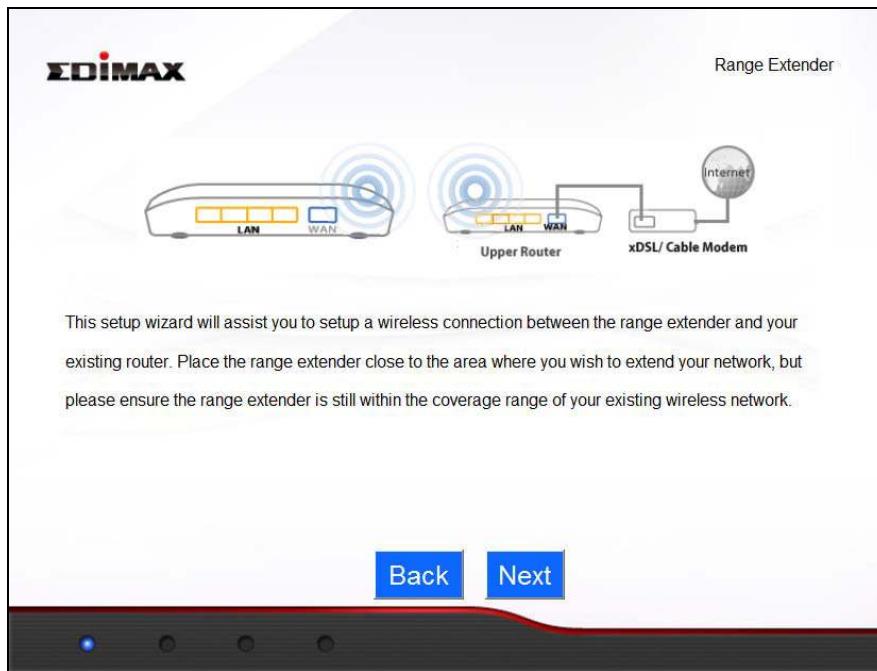 EDIMAX
Range Extender
Internet
LAN
WAN
LAN
WAN
Upper Router
xDSL/ Cable Modem
This setup wizard will assist you to setup a wireless connection between the range extender and your
existing router. Place the range extender close to the area where you wish to extend your network, but
please ensure the range extender is still within the coverage range of your existing wireless network.
Back
Next